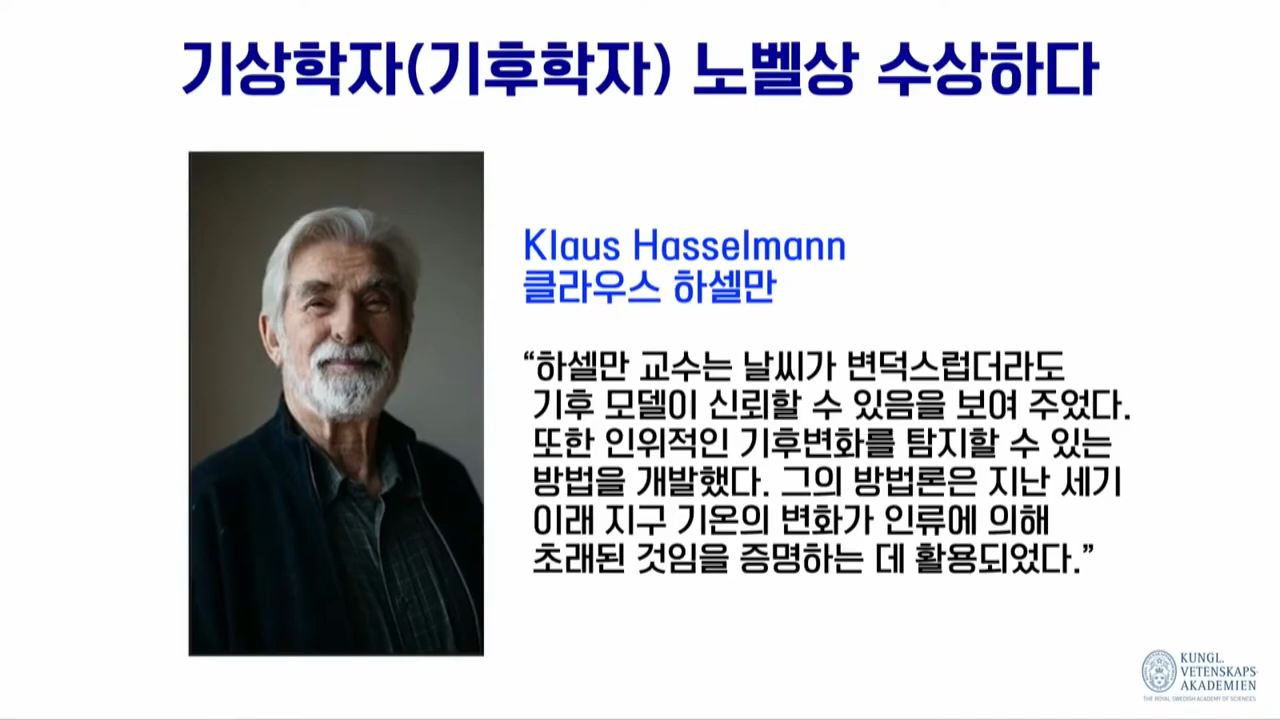 기상학자(기후학자) 노벨상 수상하다
Klaus Hasselmann
클라우스 하셀만
“하셀만 교수는 날씨가 변덕스럽더라도
기후 모델이 신뢰할 수 있음을 보여 주었다.
또한 인위적인 기후변화를 탐지할 수 있는
방법을 개발했다. 그의 방법론은 지난 세기
이래 지구 기온의 변화가 인류에 의해
초래된 것임을 증명하는 데 활용되었다.”
KUNGL.
VETENSKAPS-
AKADEMIEN
THE ROYAL SWEDISH ACADEMY OF SCIENCES